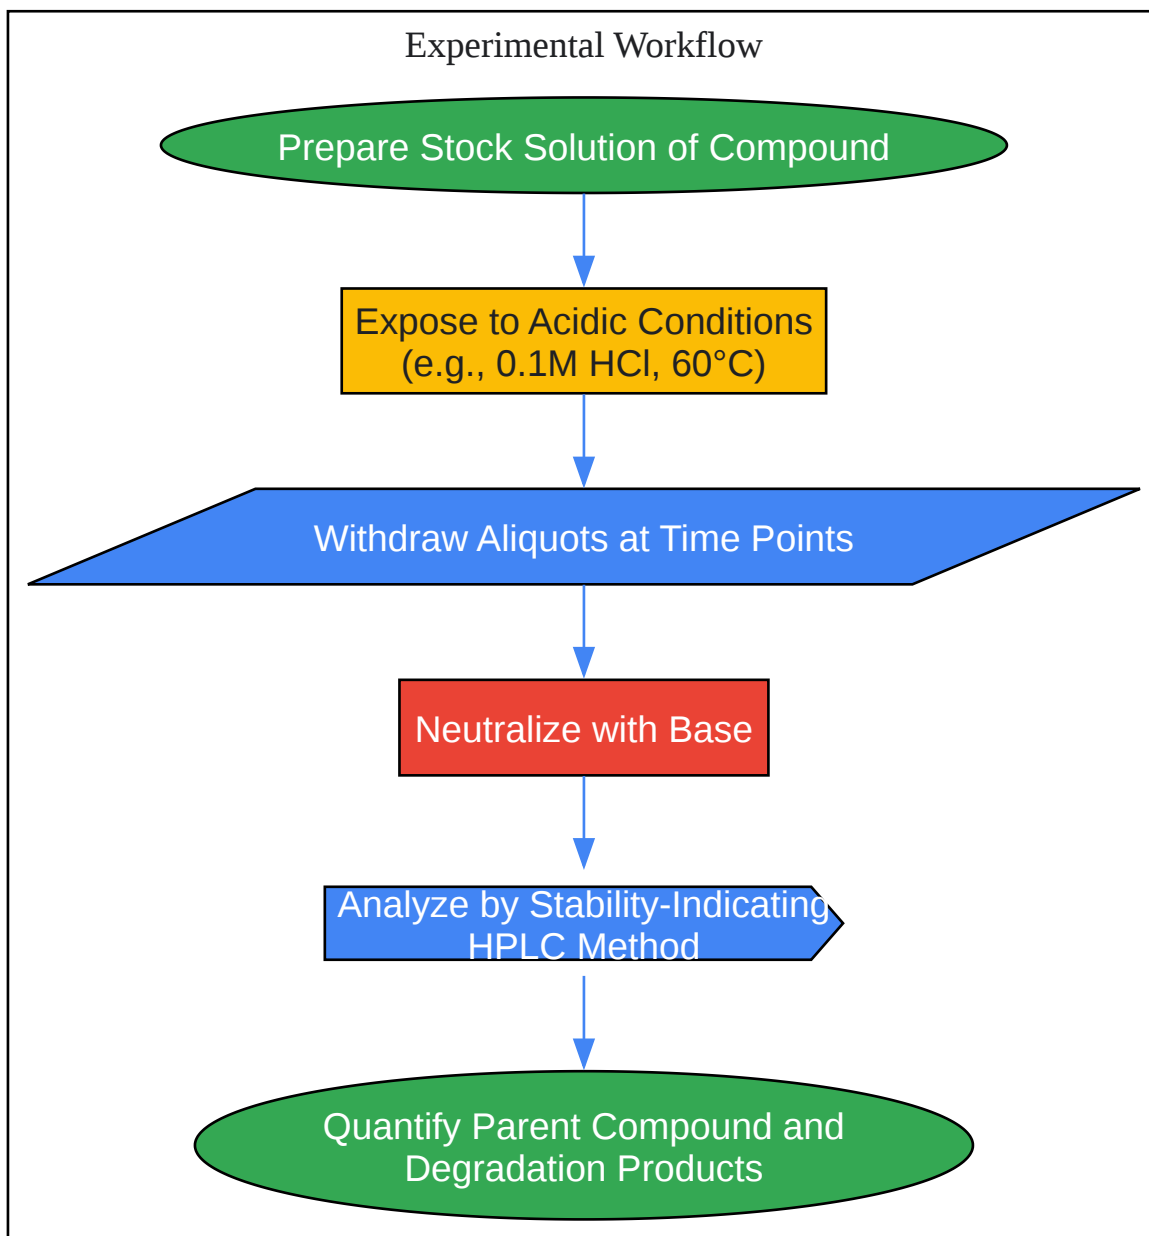 Experimental Workflow
Prepare Stock Solution of Compound
Expose to Acidic Conditions
(e.g., 0.1M HCl, 60°C)
Withdraw Aliquots at Time Points
Neutralize with Base
Analyze by Stability-Indicating
HPLC Method
Quantify Parent Compound and
Degradation Products